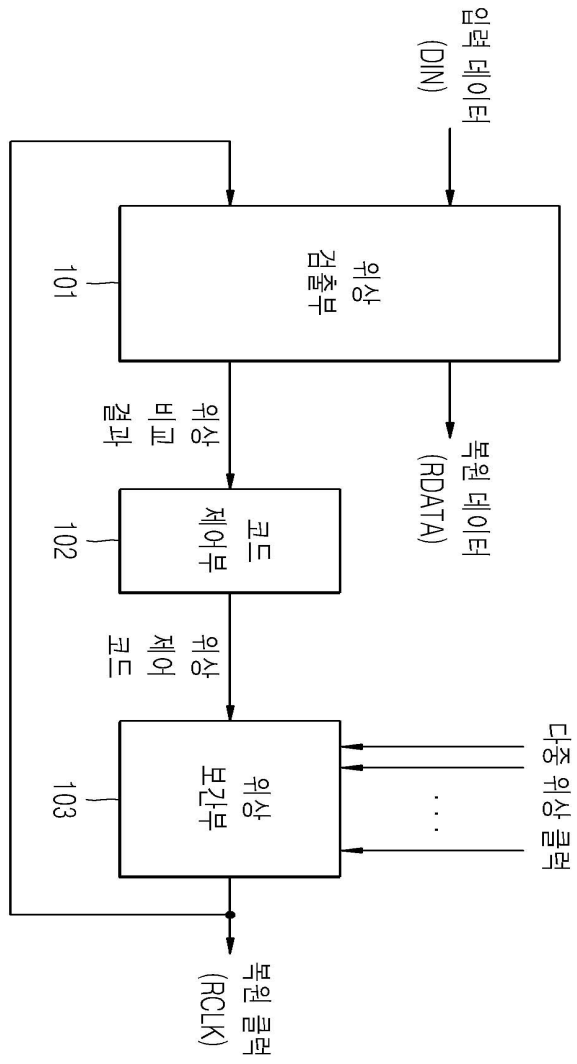 입력 데이터
(DIN)
위상
검출부
101
복원 데이터
(RDATA)
위상
비교
결과
코드
제어부
102
위상
제어
코드
다중 위상 클럭
...
위상
보간부
103
복원 클럭
(RCLK)